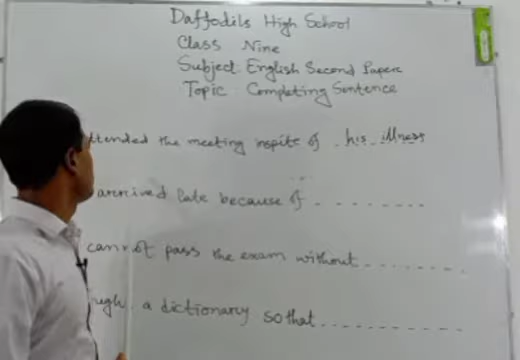 Daffodils High School
Class Nine
Subject: English Second Paper
Topic Completing Sentence
ttended the meeting inspite of his illness
arrived late because of ........
cannot pass the exam without ........
ugh a dictionary so that ...........